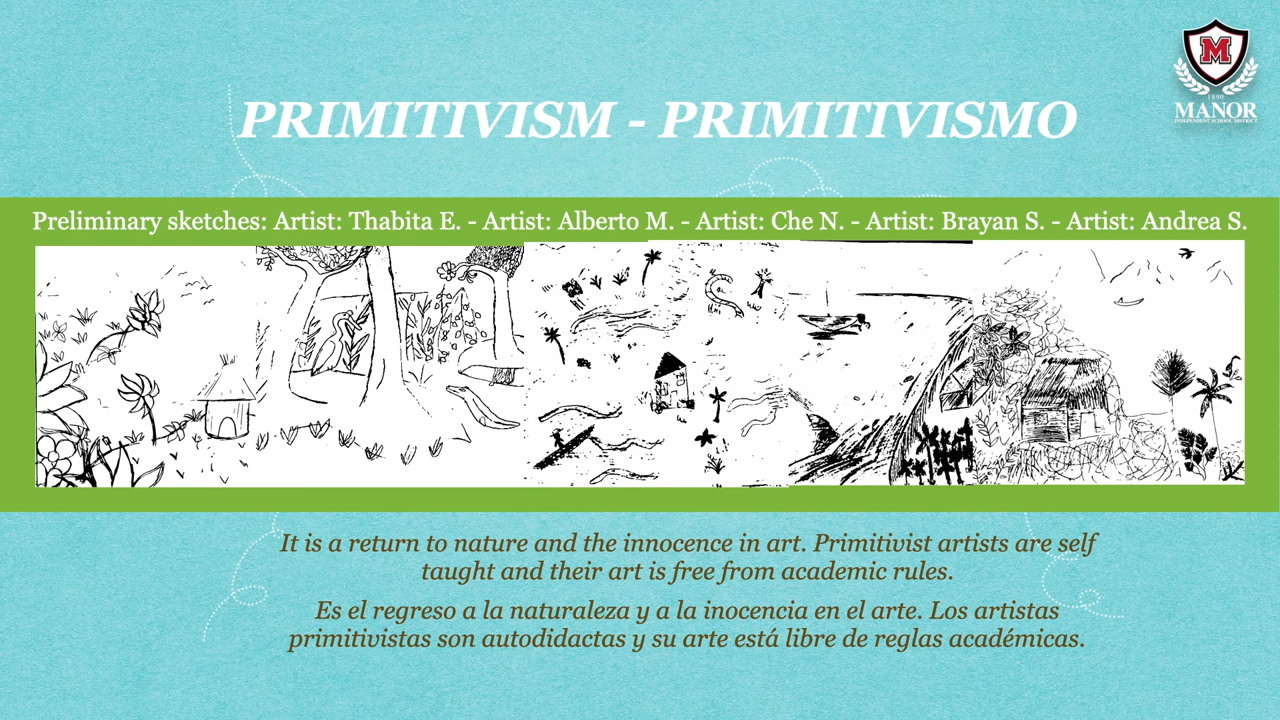 M
1890
MANOR
INDEPENDENT SCHOOL DISTRICT
PRIMITIVISM - PRIMITIVISMO
Preliminary sketches: Artist: Thabita E. - Artist: Alberto M. - Artist: Che N. - Artist: Brayan S. - Artist: Andrea S.
It is a return to nature and the innocence in art. Primitivist artists are self
taught and their art is free from academic rules.
Es el regreso a la naturaleza y a la inocencia en el arte. Los artistas
primitivistas son autodidactas y su arte está libre de reglas académicas.